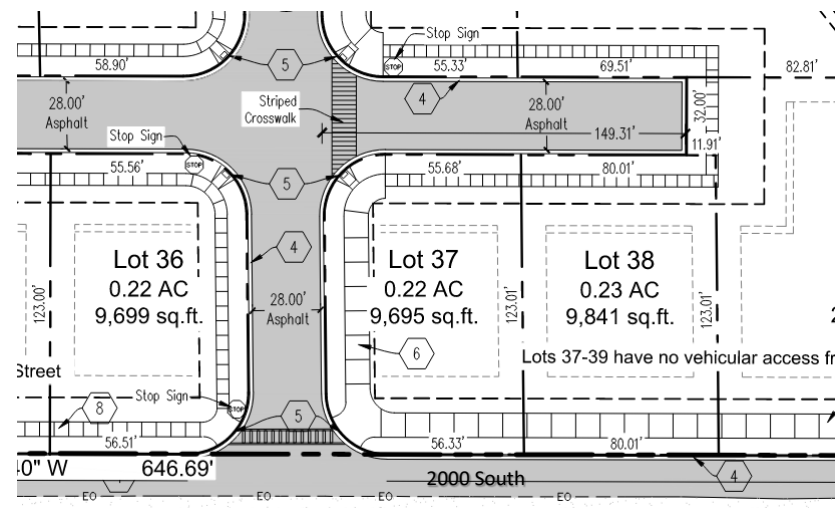 Stop Sign
58.90'
5
STOP
55.33'
69.51'
82.81'
28.00'
Asphalt
Striped
Crosswalk
4
28.00'
Asphalt
32.00'
Stop Sign
149.31'
11.91'
STOP
55.56'
5
55.68'
80.01'
Lot 36
0.22 AC
9,699 sq.ft.
4
Lot 37
0.22 AC
9,695 sq.ft.
Lot 38
0.23 AC
9,841 sq.ft.
123.00'
28.00'
Asphalt
123.01'
123.01'
2
6
Lots 37-39 have no vehicular access fr
Street
8
Stop Sign
STOP
5
56.51'
56.33'
80.01'
40" W
646.69'
2000 South
4
EO
EO
EO
EO